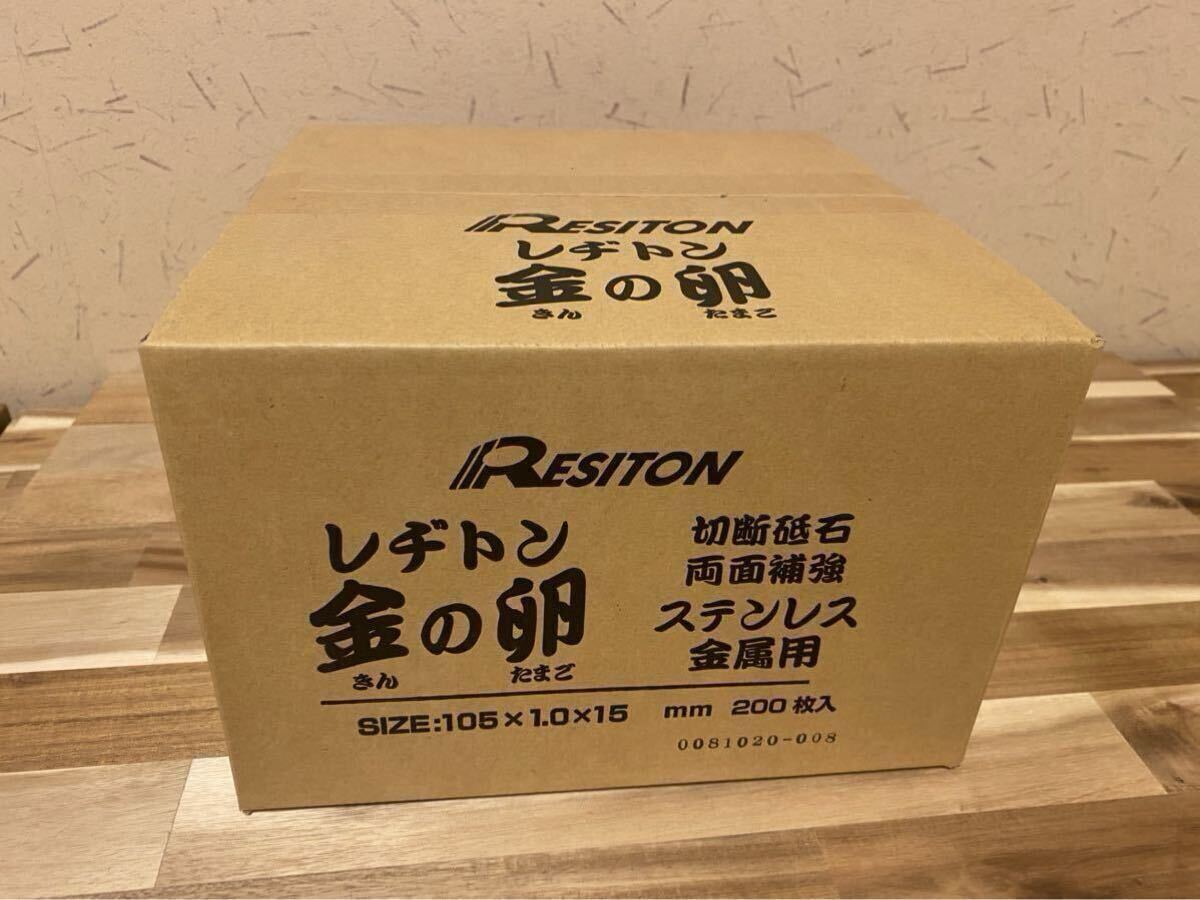 RESITON
レヂトン
金の卵
きん たまご
RESITON
レヂトン
金の卵
きん たまご
切断砥石
両面補強
ステンレス
金属用
SIZE:105×1.0×15 mm 200枚入
0081020-008